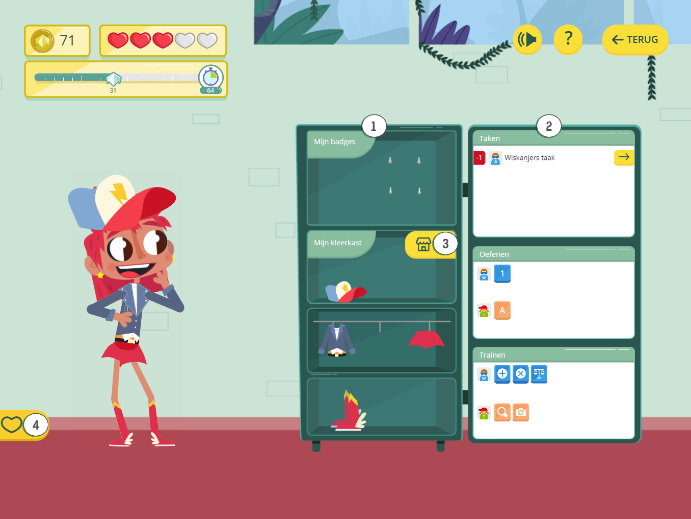 71
31
64
?
← TERUG
1
2
Mijn badges
Taken
-1 Wiskanjers taak →
Mijn kleerkast
3
Oefenen
1
A
Trainen
4